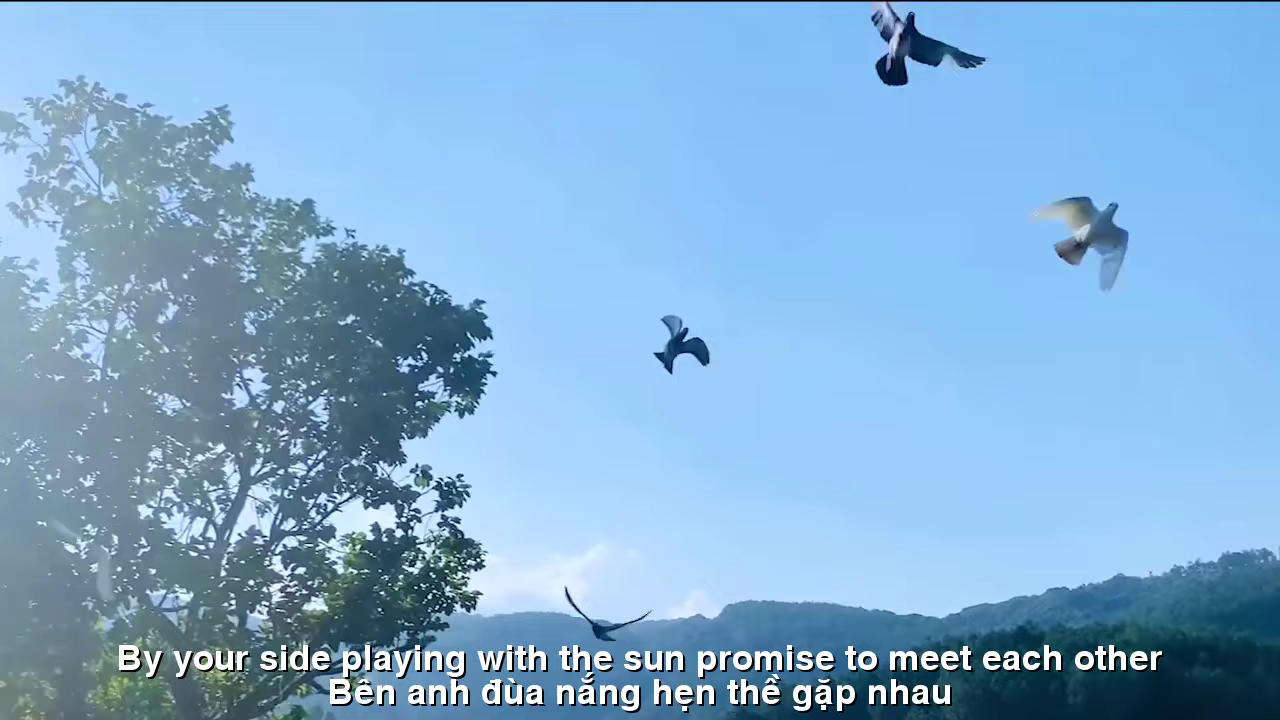 By your side playing with the sun promise to meet each other
Bên anh đùa nắng hẹn thề gặp nhau